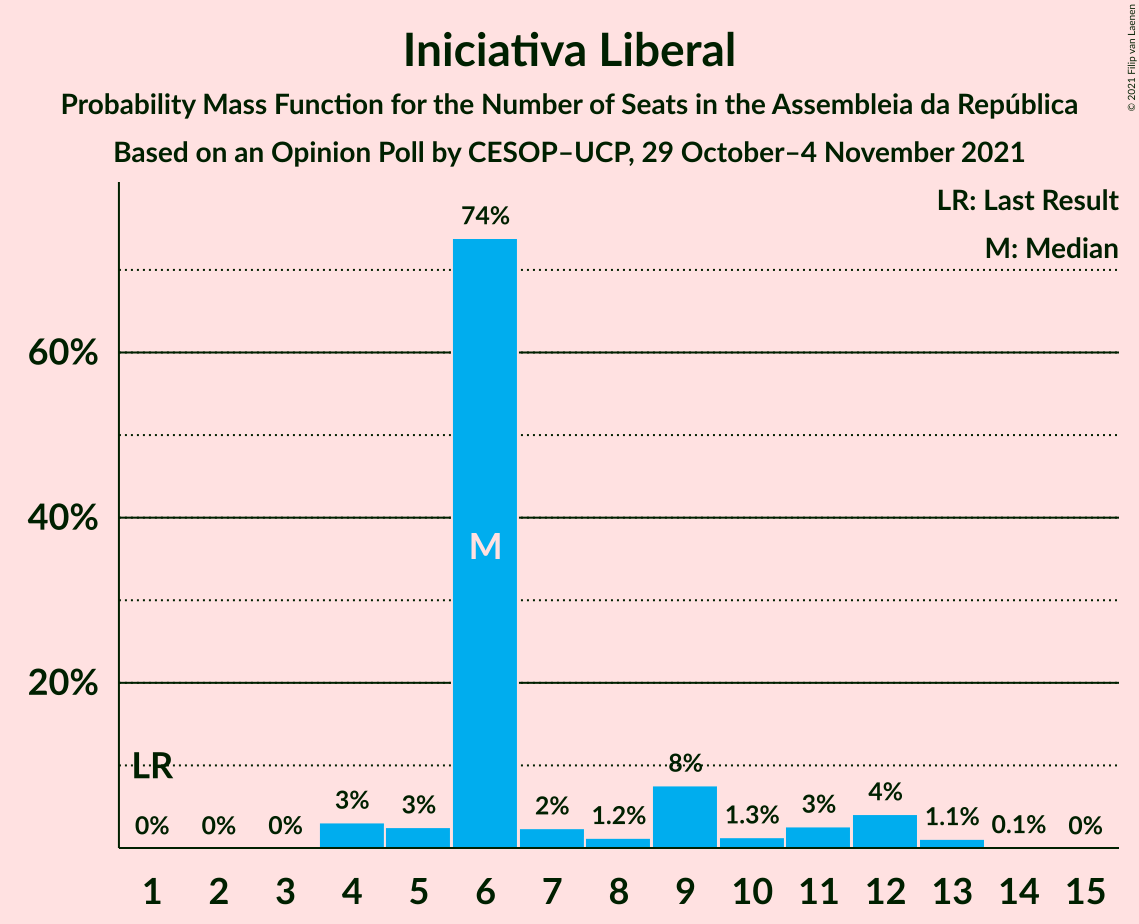 Iniciativa Liberal
Probability Mass Function for the Number of Seats in the Assembleia da República
Based on an Opinion Poll by CESOP–UCP, 29 October–4 November 2021
© 2021 Filip van Laenen
LR: Last Result
M: Median
60%
40%
20%
LR
M
0%
0%
0%
3%
3%
74%
2%
1.2%
8%
1.3%
3%
4%
1.1%
0.1%
0%
1 2 3 4 5 6 7 8 9 10 11 12 13 14 15